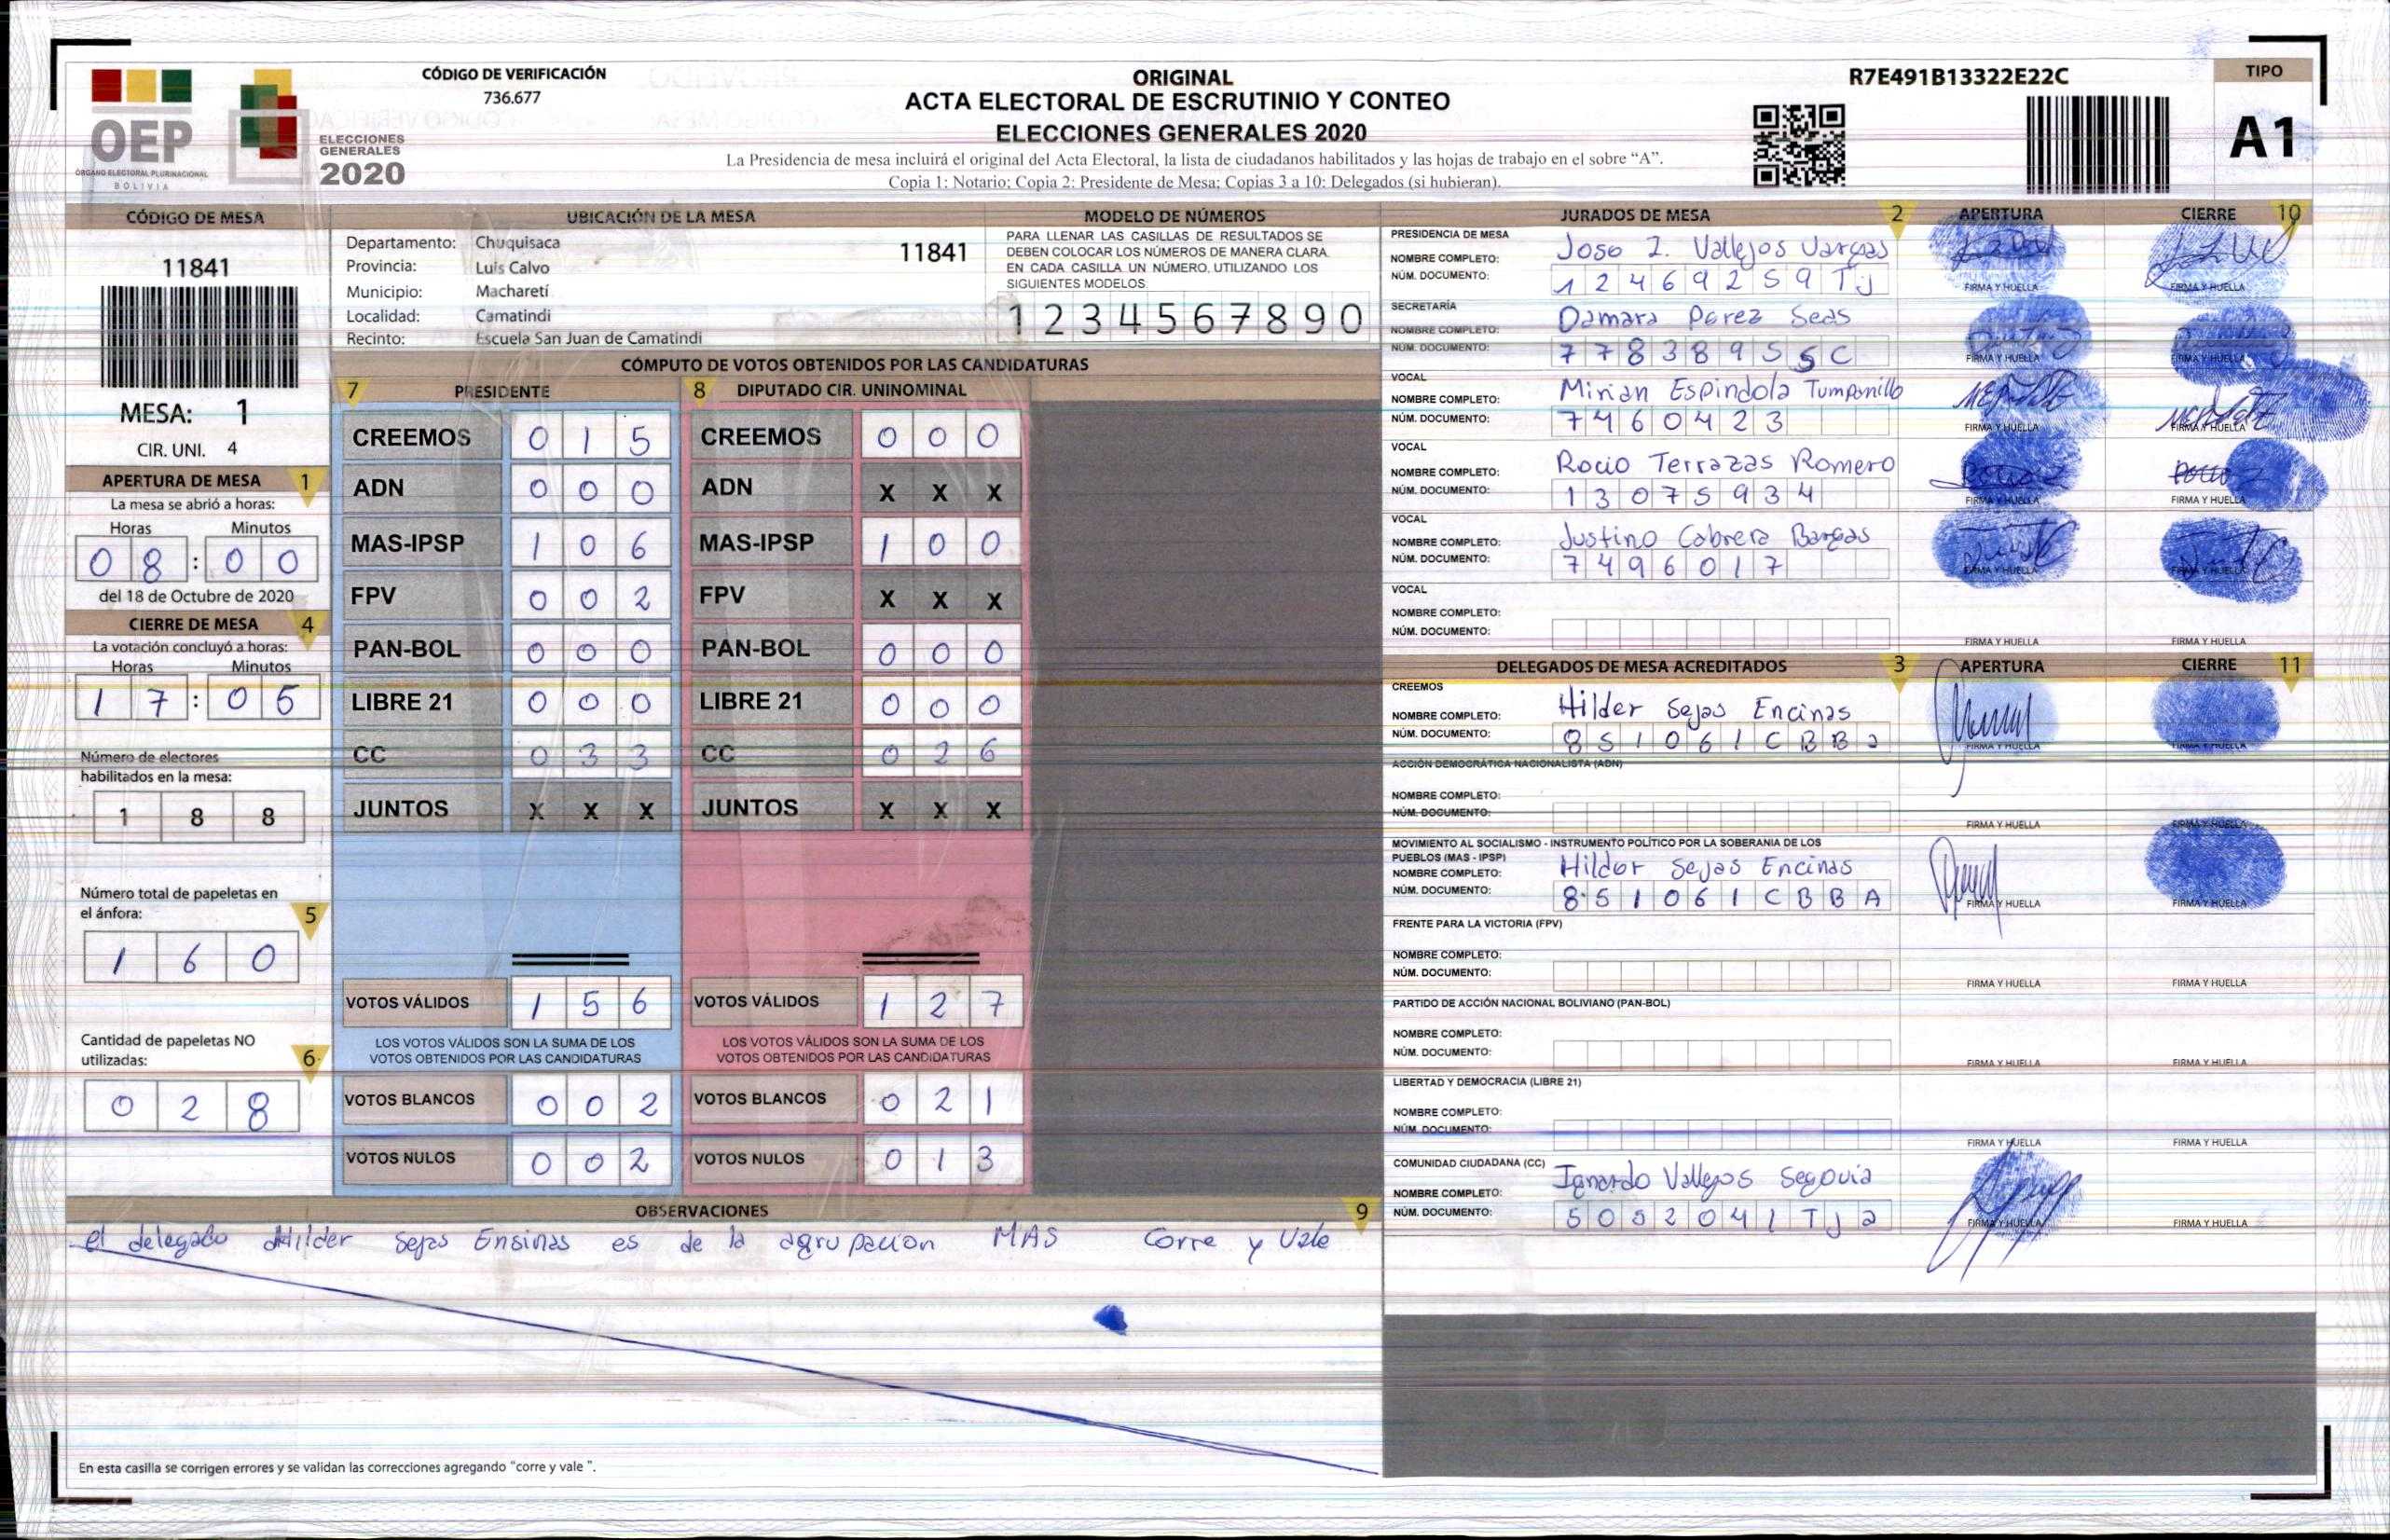 CÓDIGO DE VERIFICACIÓN
736.677
ORIGINAL
ACTA ELECTORAL DE ESCRUTINIO Y CONTEO
ELECCIONES GENERALES 2020
La Presidencia de mesa incluirá el original del Acta Electoral, la lista de ciudadanos habilitados y las hojas de trabajo en el sobre “A”.
Copia 1: Notario; Copia 2: Presidente de Mesa; Copias 3 a 10: Delegados (si hubieran).
R7E491B13322E22C
TIPO
A1
OEP
ÓRGANO ELECTORAL PLURINACIONAL
BOLIVIA
ELECCIONES
GENERALES
2020
CÓDIGO DE MESA
11841
MESA: 1
CIR. UNI. 4
APERTURA DE MESA 1
La mesa se abrió a horas:
Horas Minutos
0 8 : 0 0
del 18 de Octubre de 2020
CIERRE DE MESA 4
La votación concluyó a horas:
Horas Minutos
1 7 : 0 5
Número de electores
habilitados en la mesa:
1 8 8
Número total de papeletas en
el ánfora: 5
1 6 0
Cantidad de papeletas NO
utilizadas: 6
0 2 8
UBICACIÓN DE LA MESA
Departamento: Chuquisaca 11841
Provincia: Luis Calvo
Municipio: Macharetí
Localidad: Camatindi
Recinto: Escuela San Juan de Camatindi
MODELO DE NÚMEROS
PARA LLENAR LAS CASILLAS DE RESULTADOS SE
DEBEN COLOCAR LOS NÚMEROS DE MANERA CLARA.
EN CADA CASILLA UN NÚMERO, UTILIZANDO LOS
SIGUIENTES MODELOS
1 2 3 4 5 6 7 8 9 0
CÓMPUTO DE VOTOS OBTENIDOS POR LAS CANDIDATURAS
7 PRESIDENTE 8 DIPUTADO CIR. UNINOMINAL
CREEMOS 0 1 5 CREEMOS 0 0 0
ADN 0 0 0 ADN X X X
MAS-IPSP 1 0 6 MAS-IPSP 1 0 0
FPV 0 0 2 FPV X X X
PAN-BOL 0 0 0 PAN-BOL 0 0 0
LIBRE 21 0 0 0 LIBRE 21 0 0 0
CC 0 3 3 CC 0 2 6
JUNTOS X X X JUNTOS X X X
VOTOS VÁLIDOS 1 5 6 VOTOS VÁLIDOS 1 2 7
LOS VOTOS VÁLIDOS SON LA SUMA DE LOS LOS VOTOS VÁLIDOS SON LA SUMA DE LOS
VOTOS OBTENIDOS POR LAS CANDIDATURAS VOTOS OBTENIDOS POR LAS CANDIDATURAS
VOTOS BLANCOS 0 0 2 VOTOS BLANCOS 0 2 1
VOTOS NULOS 0 0 2 VOTOS NULOS 0 1 3
OBSERVACIONES 9
el delegado Hilder Sejas Ensinas es de la agrupacion MAS Corre y Vale
En esta casilla se corrigen errores y se validan las correcciones agregando "corre y vale ".
JURADOS DE MESA 2 APERTURA CIERRE 10
PRESIDENCIA DE MESA
NOMBRE COMPLETO: Jose I. Vallejos Vargas
NÚM. DOCUMENTO: 1 2 4 6 9 2 5 9 T J
FIRMA Y HUELLA FIRMA Y HUELLA
SECRETARÍA
NOMBRE COMPLETO: Damara Perez Seas
NÚM. DOCUMENTO: 7 7 8 3 8 9 5 S C
FIRMA Y HUELLA FIRMA Y HUELLA
VOCAL
NOMBRE COMPLETO: Mirian Espindola Tumpanillo
NÚM. DOCUMENTO: 7 4 6 0 4 2 3
FIRMA Y HUELLA FIRMA Y HUELLA
VOCAL
NOMBRE COMPLETO: Rocio Terrazas Romero
NÚM. DOCUMENTO: 1 3 0 7 5 9 3 4
FIRMA Y HUELLA FIRMA Y HUELLA
VOCAL
NOMBRE COMPLETO: Justino Cabrera Bargas
NÚM. DOCUMENTO: 7 4 9 6 0 1 7
FIRMA Y HUELLA FIRMA Y HUELLA
VOCAL
NOMBRE COMPLETO:
NÚM. DOCUMENTO:
FIRMA Y HUELLA FIRMA Y HUELLA
DELEGADOS DE MESA ACREDITADOS 3 APERTURA CIERRE 11
CREEMOS
NOMBRE COMPLETO: Hilder Sejas Encinas
NÚM. DOCUMENTO: 8 5 1 0 6 1 C B B a
FIRMA Y HUELLA FIRMA Y HUELLA
ACCIÓN DEMOCRÁTICA NACIONALISTA (ADN)
NOMBRE COMPLETO:
NÚM. DOCUMENTO:
FIRMA Y HUELLA FIRMA Y HUELLA
MOVIMIENTO AL SOCIALISMO - INSTRUMENTO POLÍTICO POR LA SOBERANIA DE LOS
PUEBLOS (MAS - IPSP)
NOMBRE COMPLETO: Hilder Sejas Encinas
NÚM. DOCUMENTO: 8 5 1 0 6 1 C B B A
FIRMA Y HUELLA FIRMA Y HUELLA
FRENTE PARA LA VICTORIA (FPV)
NOMBRE COMPLETO:
NÚM. DOCUMENTO:
FIRMA Y HUELLA FIRMA Y HUELLA
PARTIDO DE ACCIÓN NACIONAL BOLIVIANO (PAN-BOL)
NOMBRE COMPLETO:
NÚM. DOCUMENTO:
FIRMA Y HUELLA FIRMA Y HUELLA
LIBERTAD Y DEMOCRACIA (LIBRE 21)
NOMBRE COMPLETO:
NÚM. DOCUMENTO:
FIRMA Y HUELLA FIRMA Y HUELLA
COMUNIDAD CIUDADANA (CC)
NOMBRE COMPLETO: Vallejos Segovia
NÚM. DOCUMENTO: 5 0 5 2 0 4 1 T J a
FIRMA Y HUELLA FIRMA Y HUELLA